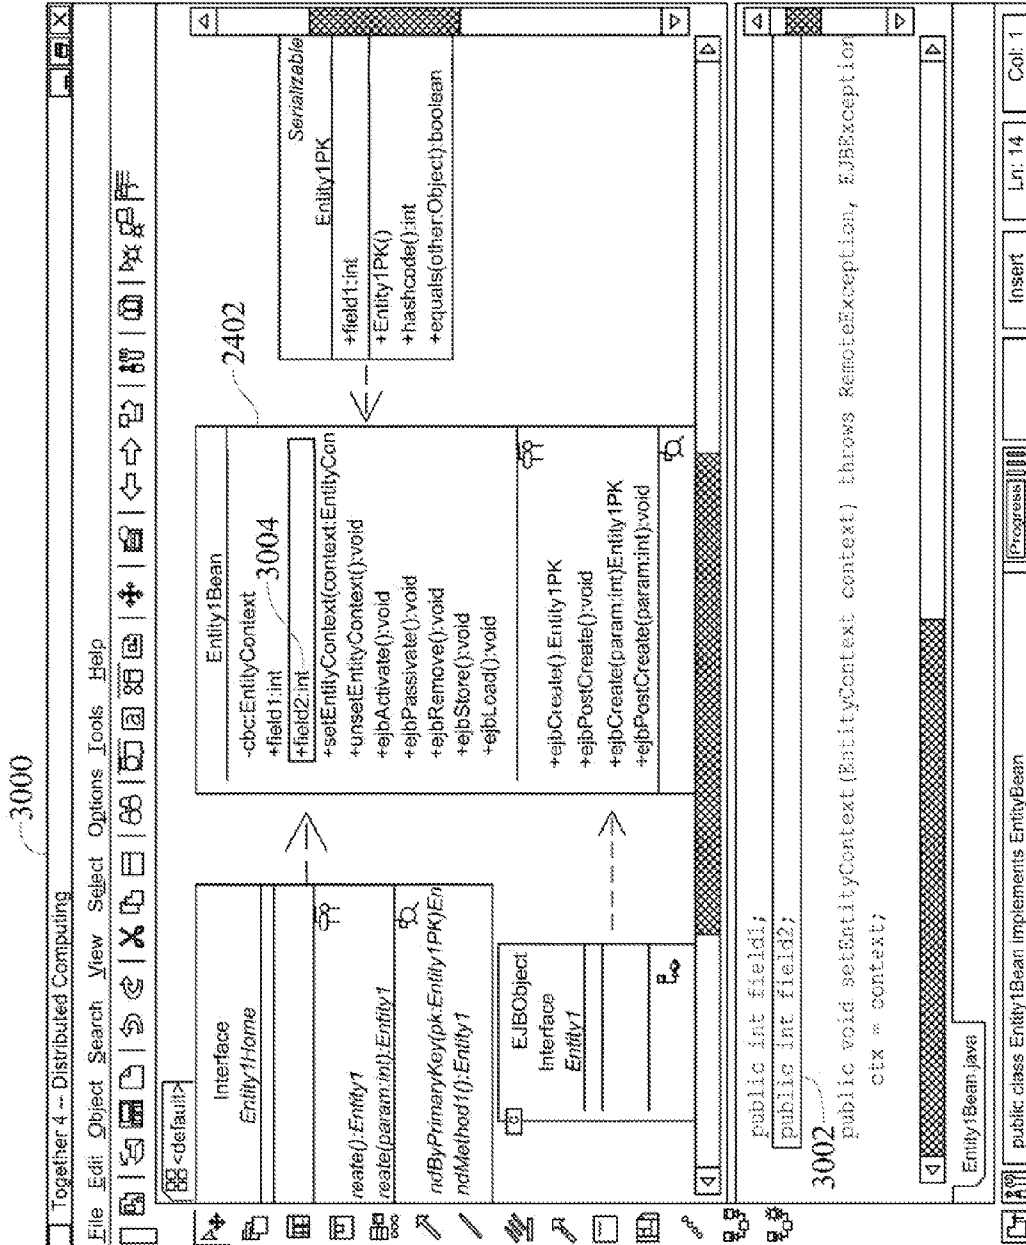 3000
Together 4 -- Distributed Computing
File Edit Object Search View Select Options Tools Help
<default>
Interface
Entity1Home
reate():Entity1
reate(param:int):Entity1
ndByPrimaryKey(pk:Entity1PK)En
ndMethod1():Entity1
EJBObject
Interface
Entity1
Entity1Bean
-cbc:EntityContext
+field1:int
+field2:int
+setEntityContext(context:EntityCon
+unsetEntityContext():void
+ejbActivate():void
+ejbPassivate():void
+ejbRemove():void
+ejbStore():void
+ejbLoad():void
+ejbCreate():Entity1PK
+ejbPostCreate():void
+ejbCreate(param:int)Entity1PK
+ejbPostCreate(param:int):void
3004
2402
Serializable
Entity1PK
+field1:int
+Entity1PK()
+hashcode():int
+equals(other:Object):boolean
public int field1;
public int field2;
3002
public void setEntityContext(EntityContext context) throws RemoteException, EJBException
ctx = context;
Entity1Bean.java
public class Entity1Bean implements EntityBean
Progress
Insert
Ln: 14
Col: 1